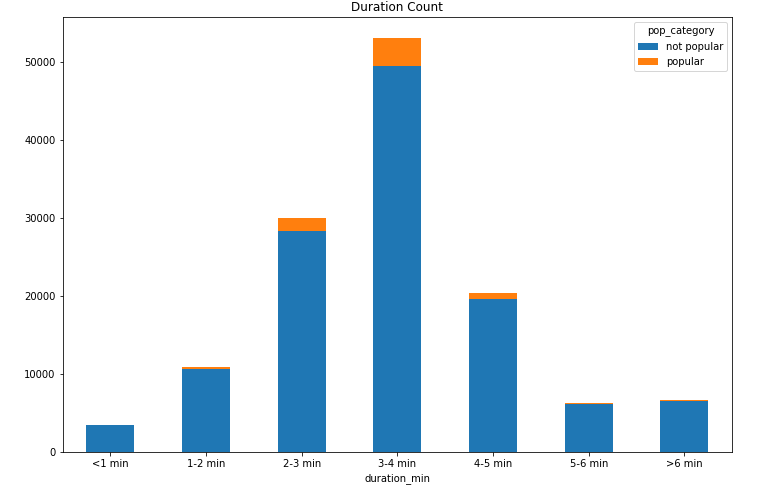 Duration Count
pop_category
not popular
popular
50000
40000
30000
20000
10000
0
<1 min 1-2 min 2-3 min 3-4 min 4-5 min 5-6 min >6 min
duration_min